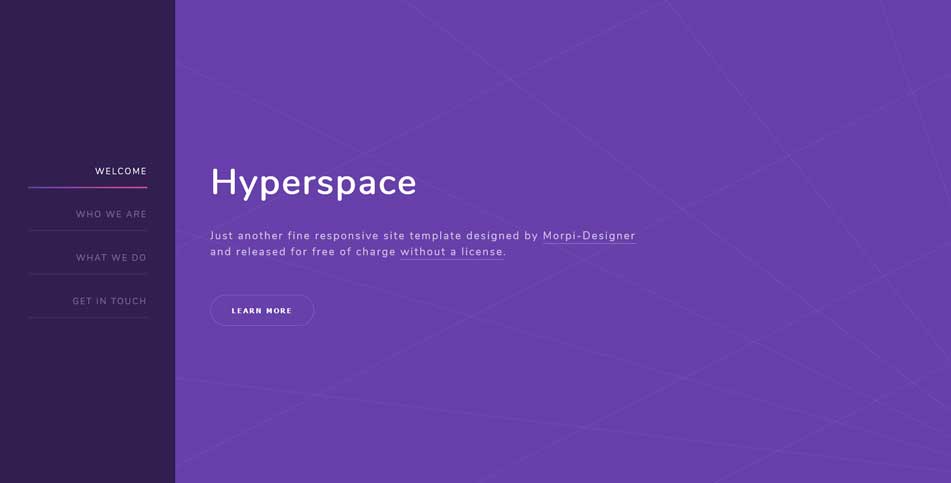 WELCOME
WHO WE ARE
WHAT WE DO
GET IN TOUCH
Hyperspace
Just another fine responsive site template designed by Morpi-Designer
and released for free of charge without a license.
LEARN MORE